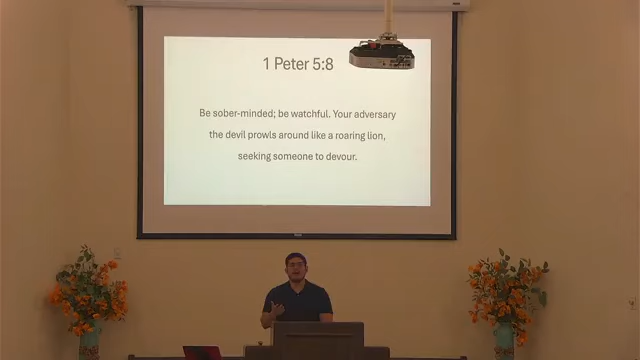 1 Peter 5:8
Be sober-minded; be watchful. Your adversary
the devil prowls around like a roaring lion,
seeking someone to devour.